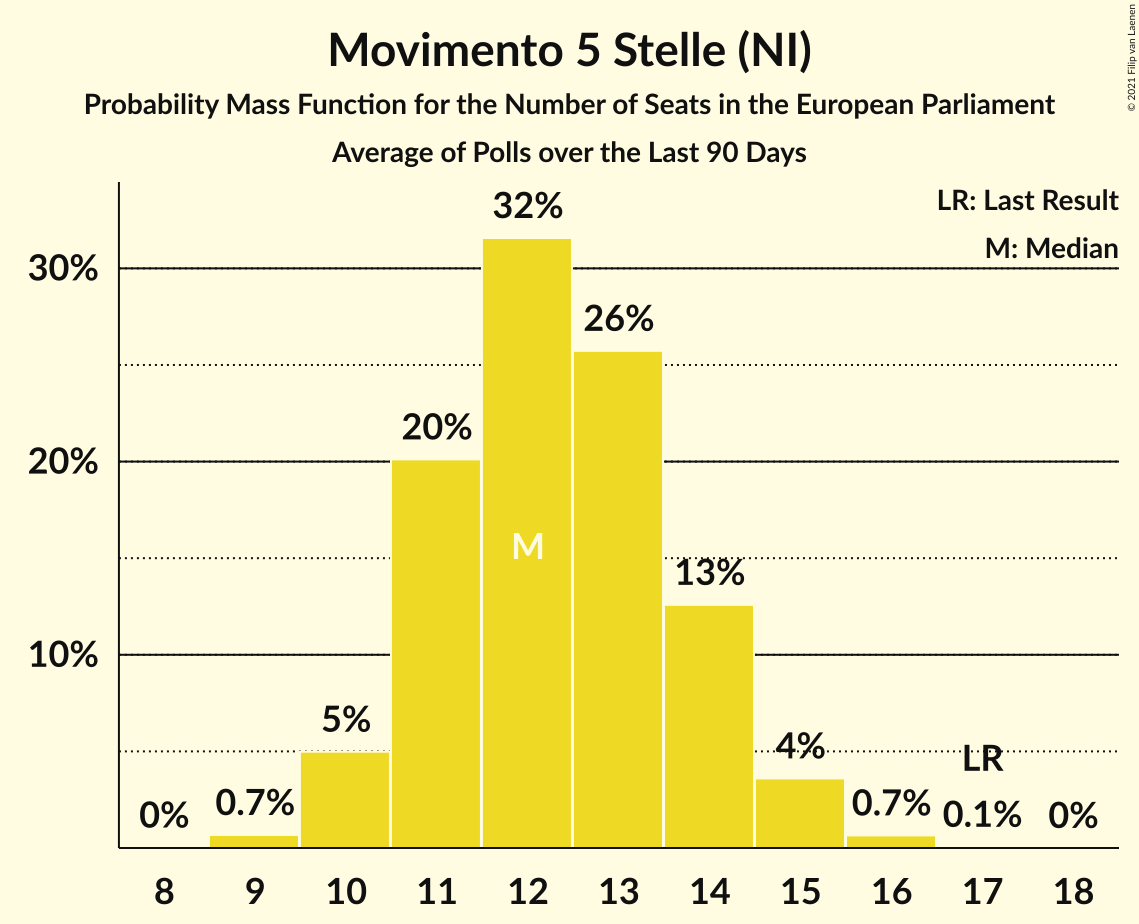 Movimento 5 Stelle (NI)
Probability Mass Function for the Number of Seats in the European Parliament
Average of Polls over the Last 90 Days
© 2021 Filip van Laenen
LR: Last Result
M: Median
30%
20%
10%
0%
0.7%
5%
20%
32%
M
26%
13%
4%
0.7%
LR
0.1%
0%
8 9 10 11 12 13 14 15 16 17 18